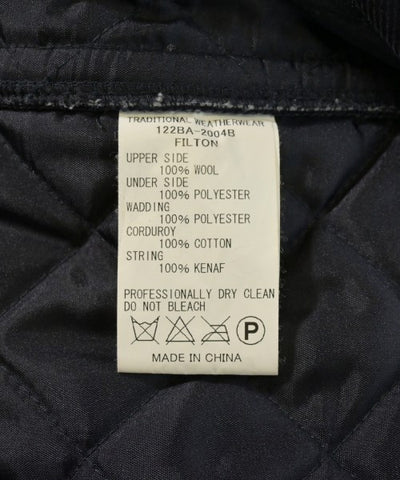 TRADITIONAL WEATHERWEAR
122BA-2004B
FILTON
UPPER SIDE
100% WOOL
UNDER SIDE
100% POLYESTER
WADDING
100% POLYESTER
CORDUROY
100% COTTON
STRING
100% KENAF
PROFESSIONALLY DRY CLEAN
DO NOT BLEACH
P
MADE IN CHINA